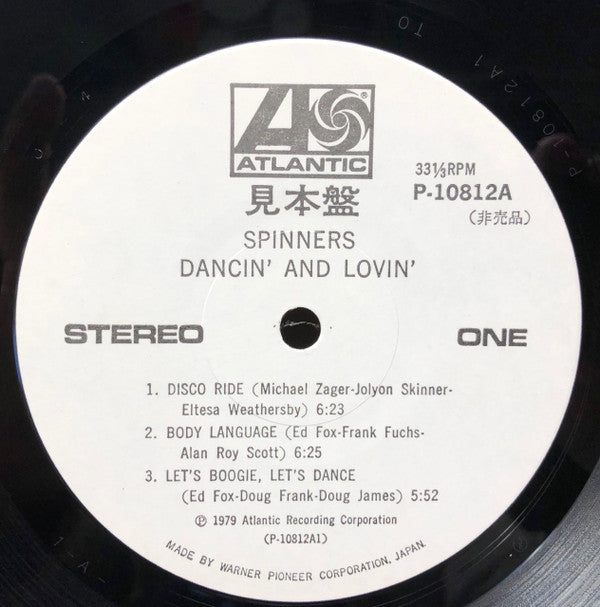 ATLANTIC®
33⅓RPM
見本盤
P-10812A
(非売品)
SPINNERS
DANCIN' AND LOVIN'
STEREO
ONE
1. DISCO RIDE (Michael Zager-Jolyon Skinner-
Eltesa Weathersby) 6:23
2. BODY LANGUAGE (Ed Fox-Frank Fuchs-
Alan Roy Scott) 6:25
3. LET'S BOOGIE, LET'S DANCE
(Ed Fox-Doug Frank-Doug James) 5:52
℗ 1979 Atlantic Recording Corporation
(P-10812A1)
MADE BY WARNER PIONEER CORPORATION, JAPAN.
P-10812A1 TO